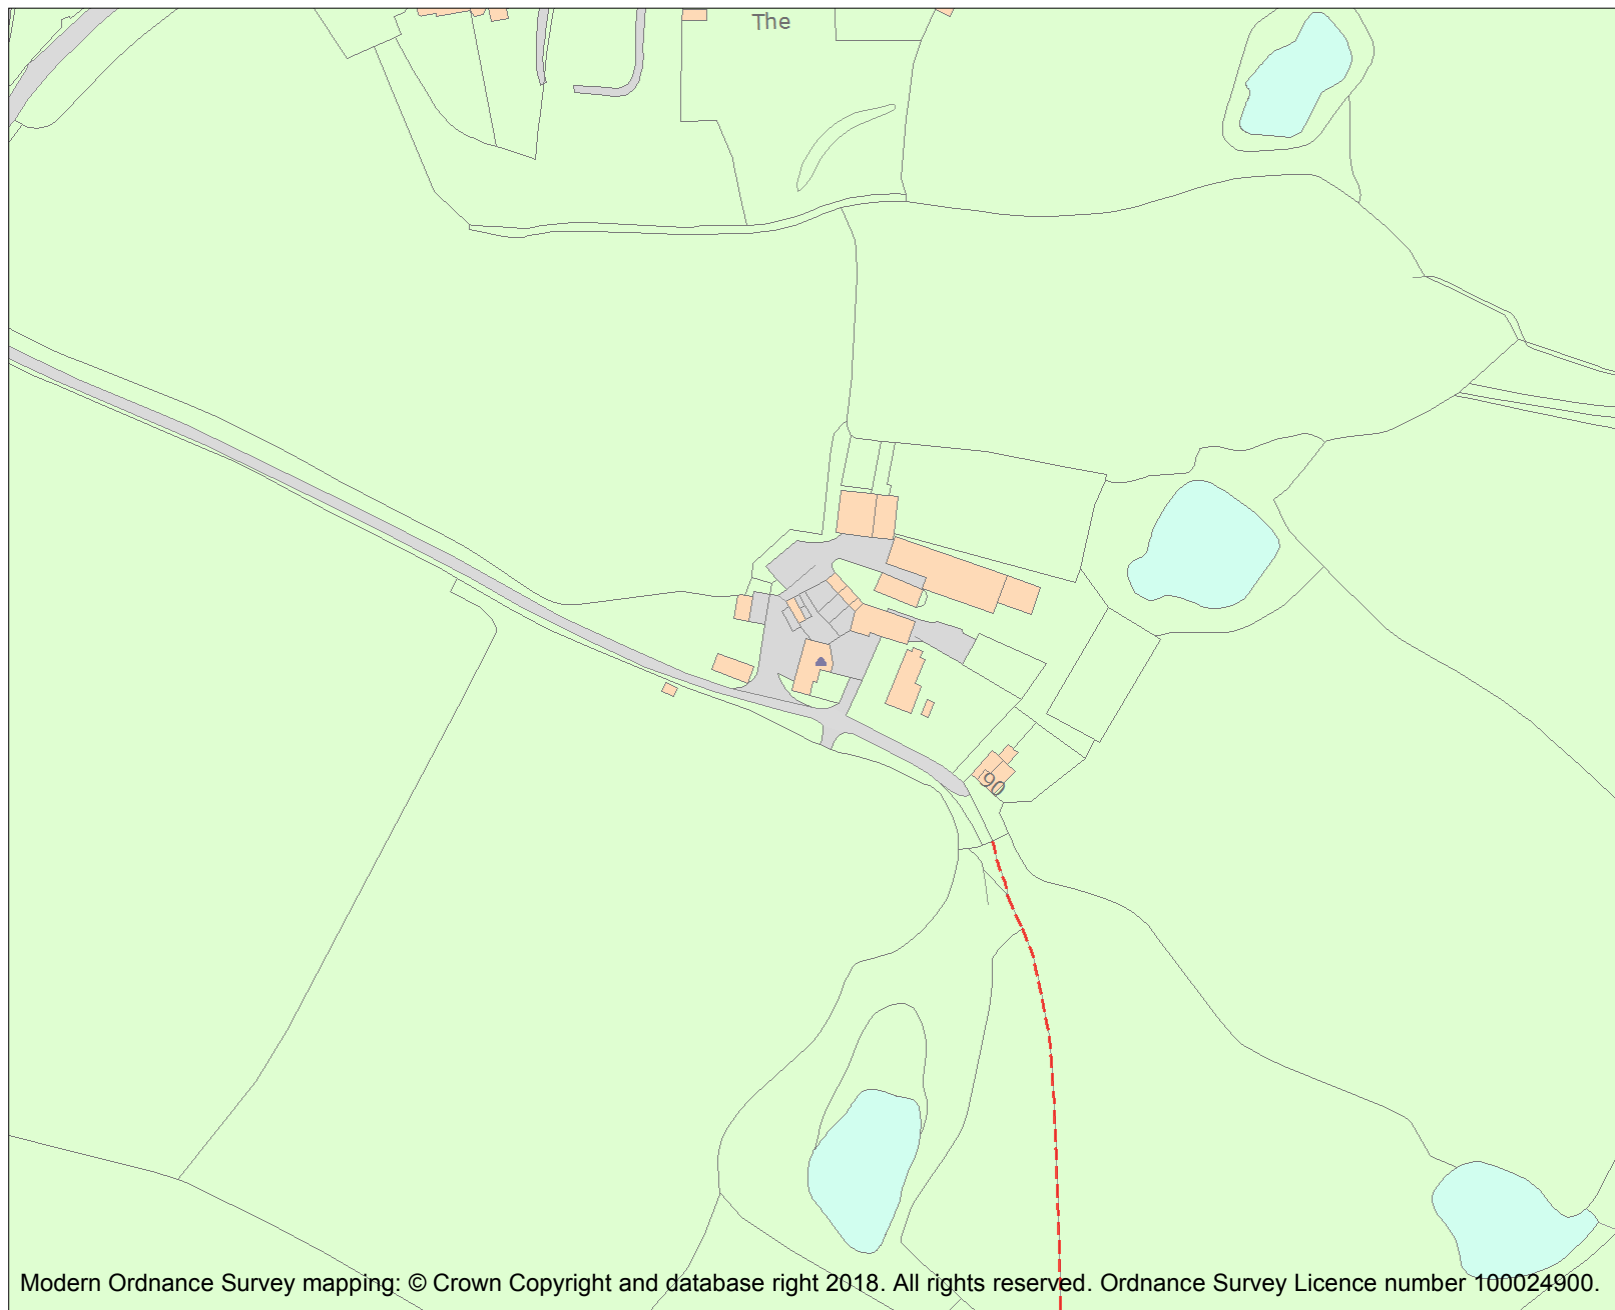 The
90
Modern Ordnance Survey mapping: © Crown Copyright and database right 2018. All rights reserved. Ordnance Survey Licence number 100024900.